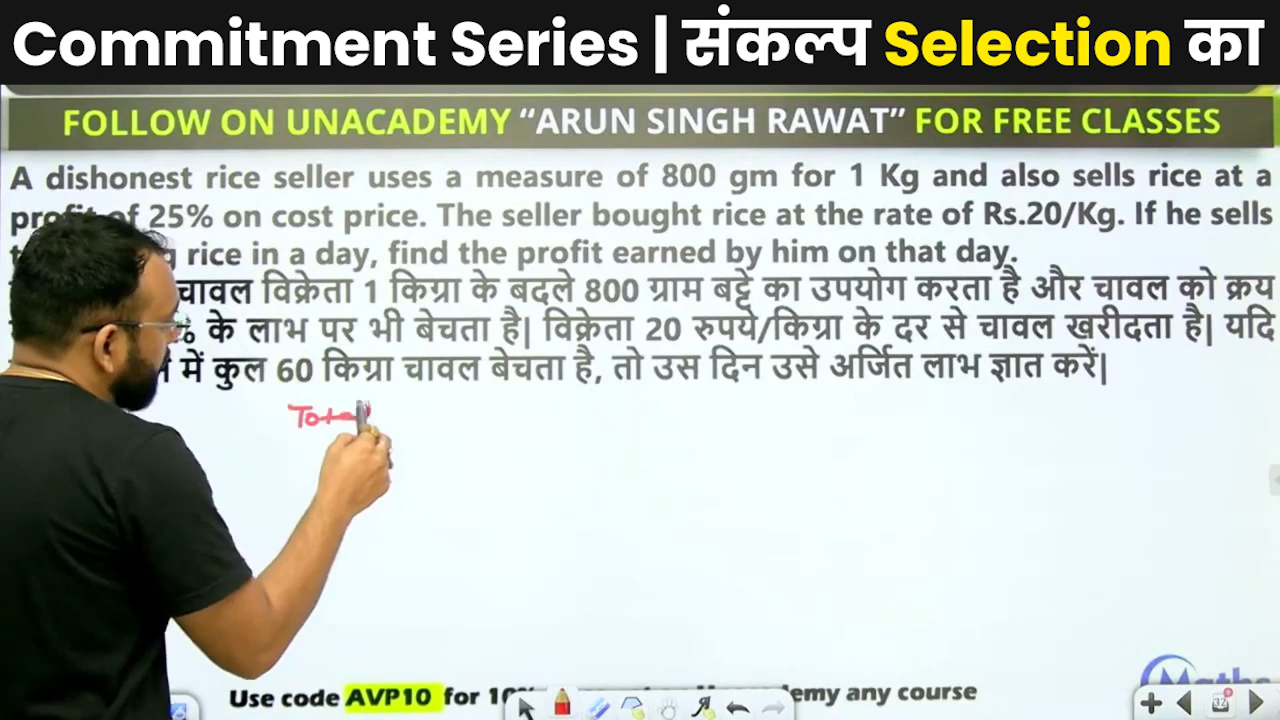 Commitment Series | संकल्प Selection का
FOLLOW ON UNACADEMY “ARUN SINGH RAWAT” FOR FREE CLASSES
A dishonest rice seller uses a measure of 800 gm for 1 Kg and also sells rice at a
25% on cost price. The seller bought rice at the rate of Rs.20/Kg. If he sells
rice in a day, find the profit earned by him on that day.
चावल विक्रेता 1 किग्रा के बदले 800 ग्राम बट्टे का उपयोग करता है और चावल को क्रय
% के लाभ पर भी बेचता है| विक्रेता 20 रुपये/किग्रा के दर से चावल खरीदता है| यदि
में कुल 60 किग्रा चावल बेचता है, तो उस दिन उसे अर्जित लाभ ज्ञात करें|
Use code AVP10 for any course
Maths